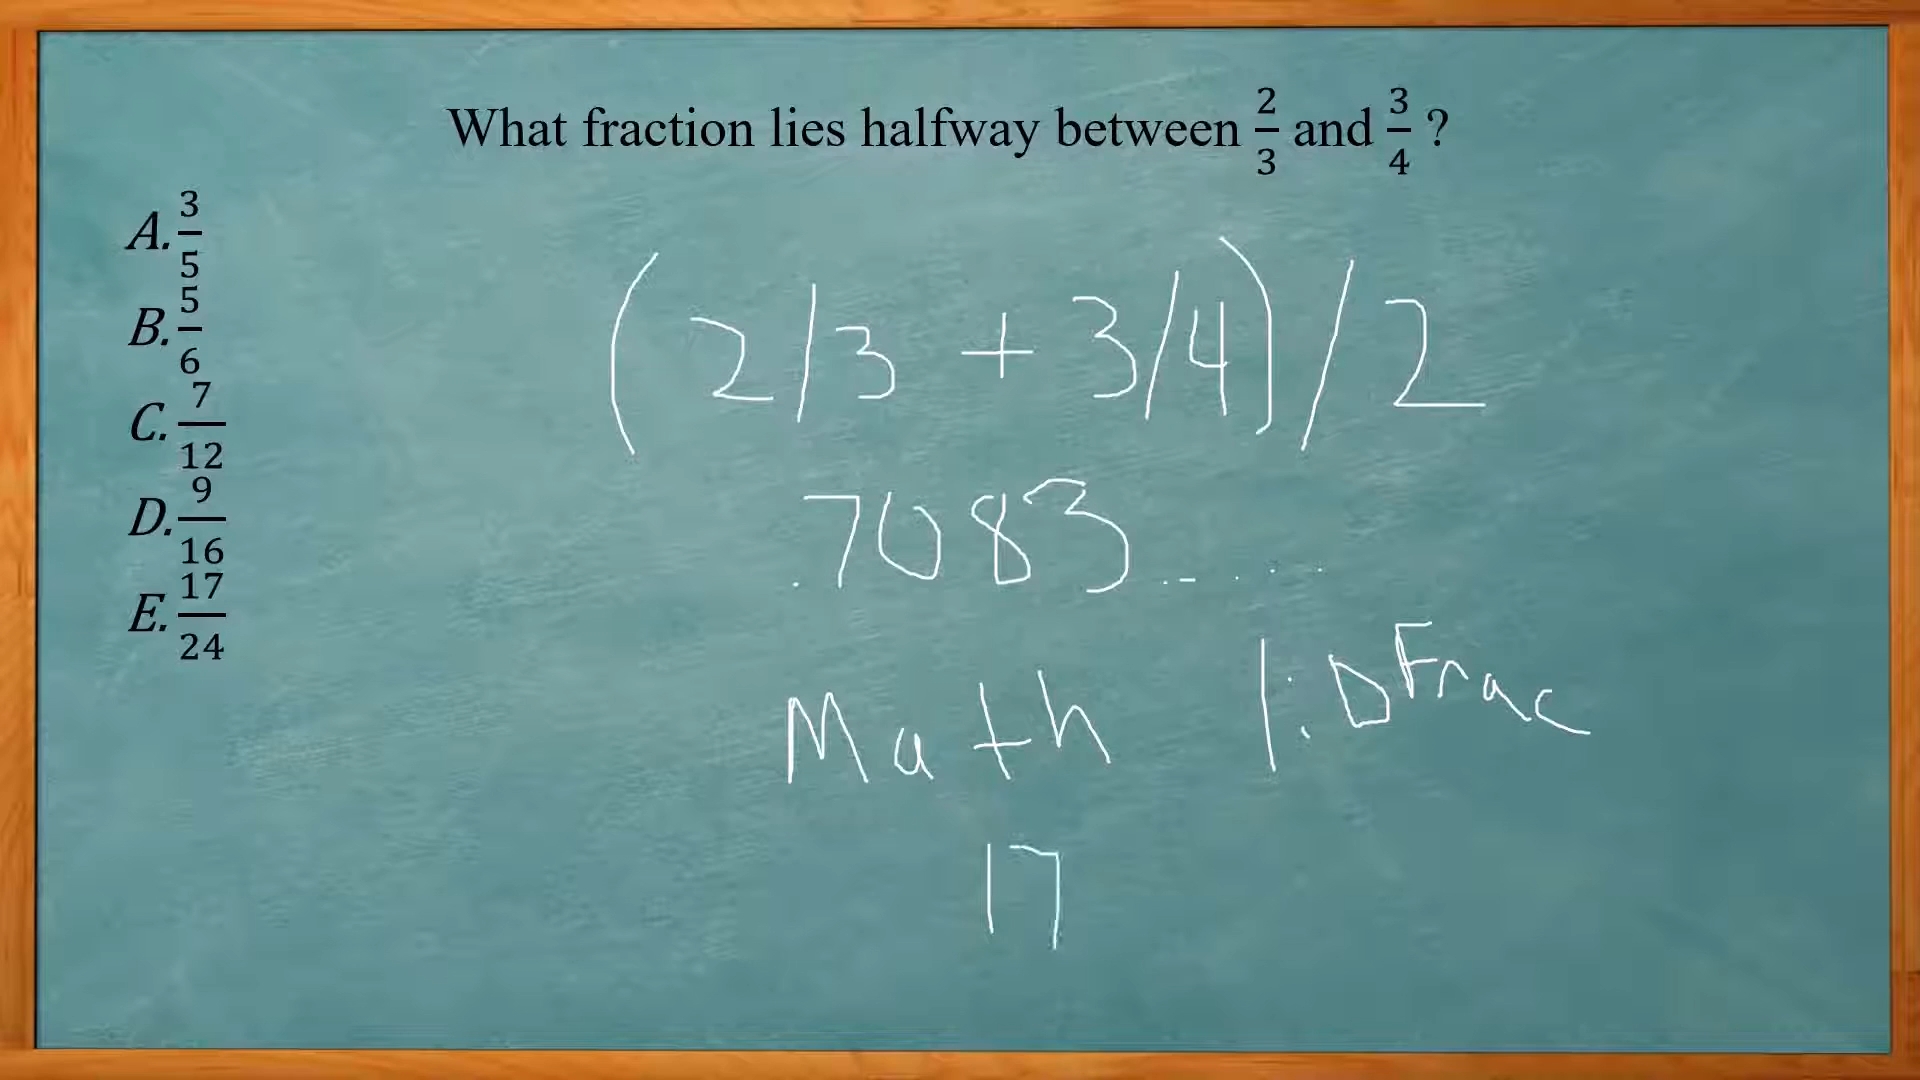 What fraction lies halfway between 2/3 and 3/4 ?
A. 3/5
B. 5/6
C. 7/12
D. 9/16
E. 17/24
(2/3 + 3/4)/2
.7083......
Math 1:▷Frac
17